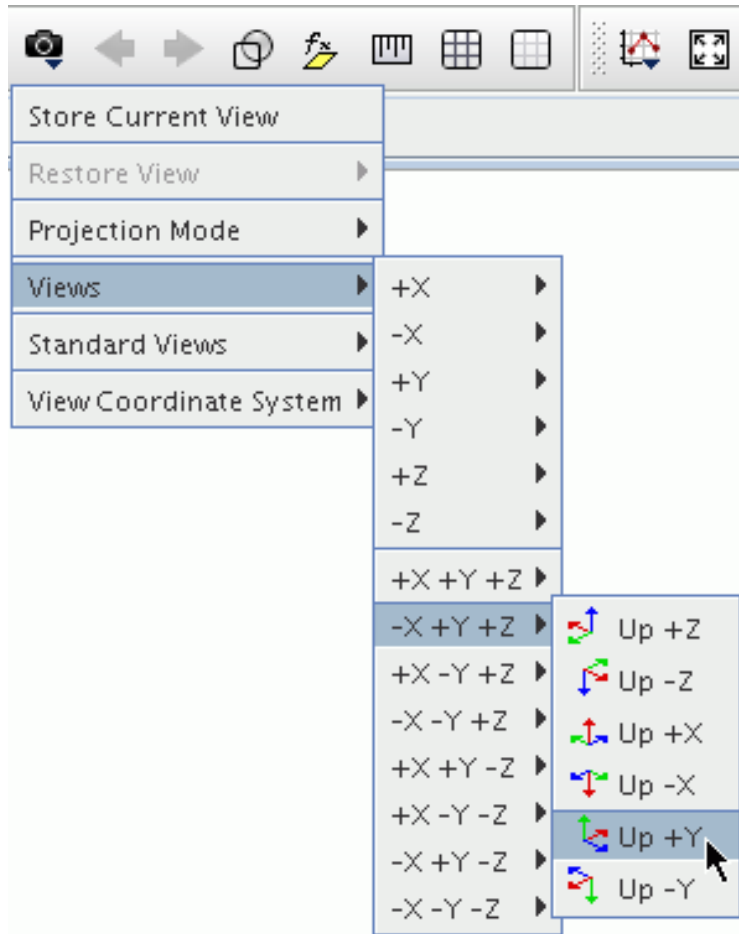 Store Current View
Restore View
Projection Mode
Views
Standard Views
View Coordinate System
+X
-X
+Y
-Y
+Z
-Z
+X +Y +Z
-X +Y +Z
+X -Y +Z
-X -Y +Z
+X +Y -Z
+X -Y -Z
-X +Y -Z
-X -Y -Z
Up +Z
Up -Z
Up +X
Up -X
Up +Y
Up -Y